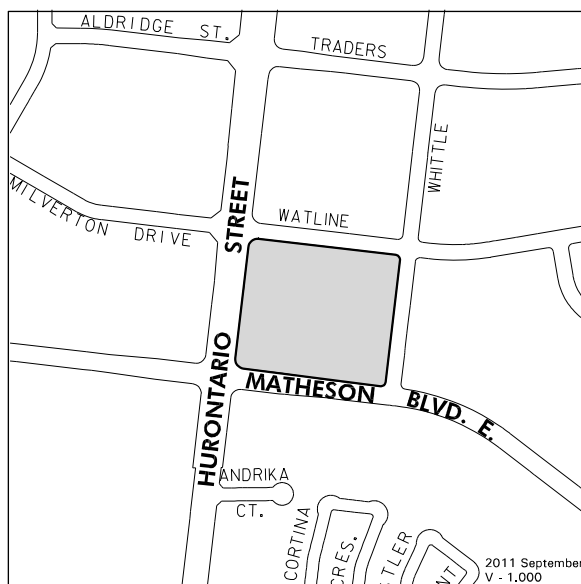 ALDRIDGE ST.
TRADERS
WHITTLE
WATLINE
MILVERTON DRIVE
HURONTARIO STREET
MATHESON BLVD. E.
ANDRIKA
CT.
CORTINA
CRES.
2011 September
V - 1,000